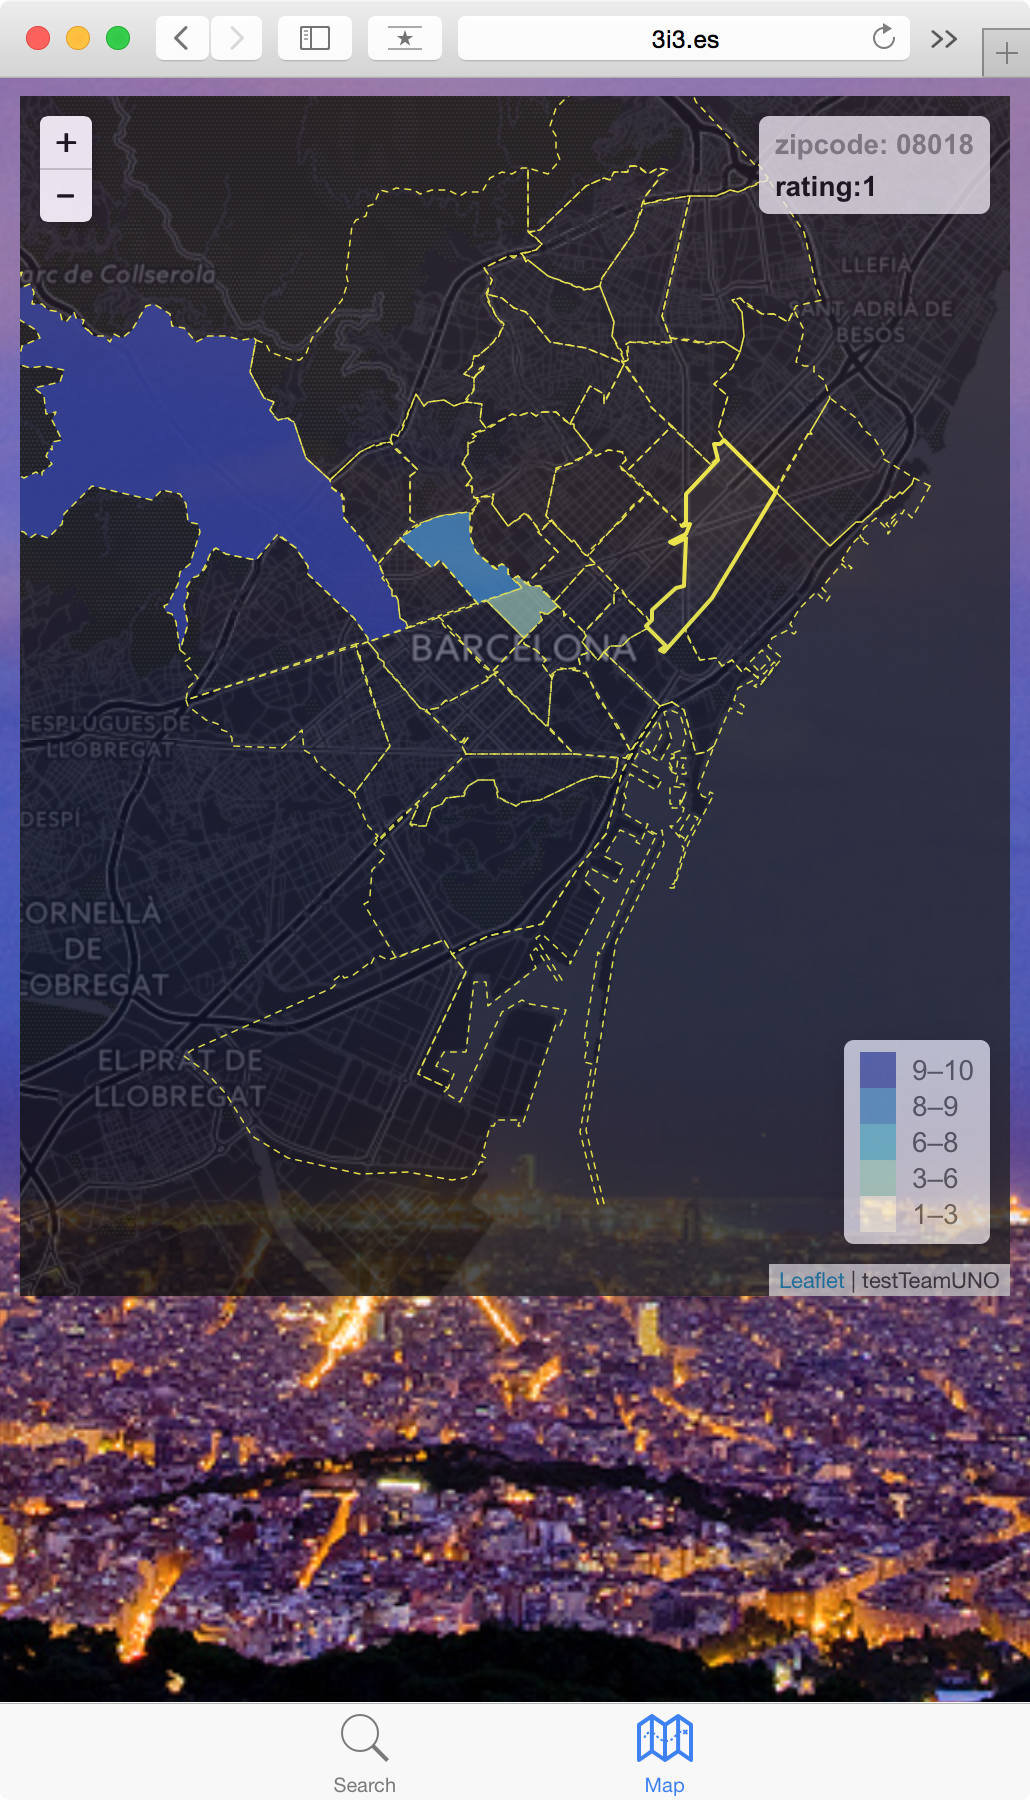 3i3.es
+
−
zipcode: 08018
rating:1
arc de Collserola
LLEFIÀ
SANT ADRIÀ DE
BESÒS
BARCELONA
ESPLUGUES DE
LLOBREGAT
DESPÍ
CORNELLÀ
DE
LLOBREGAT
EL PRAT DE
LLOBREGAT
9–10
8–9
6–8
3–6
1–3
Leaflet | testTeamUNO
Search
Map